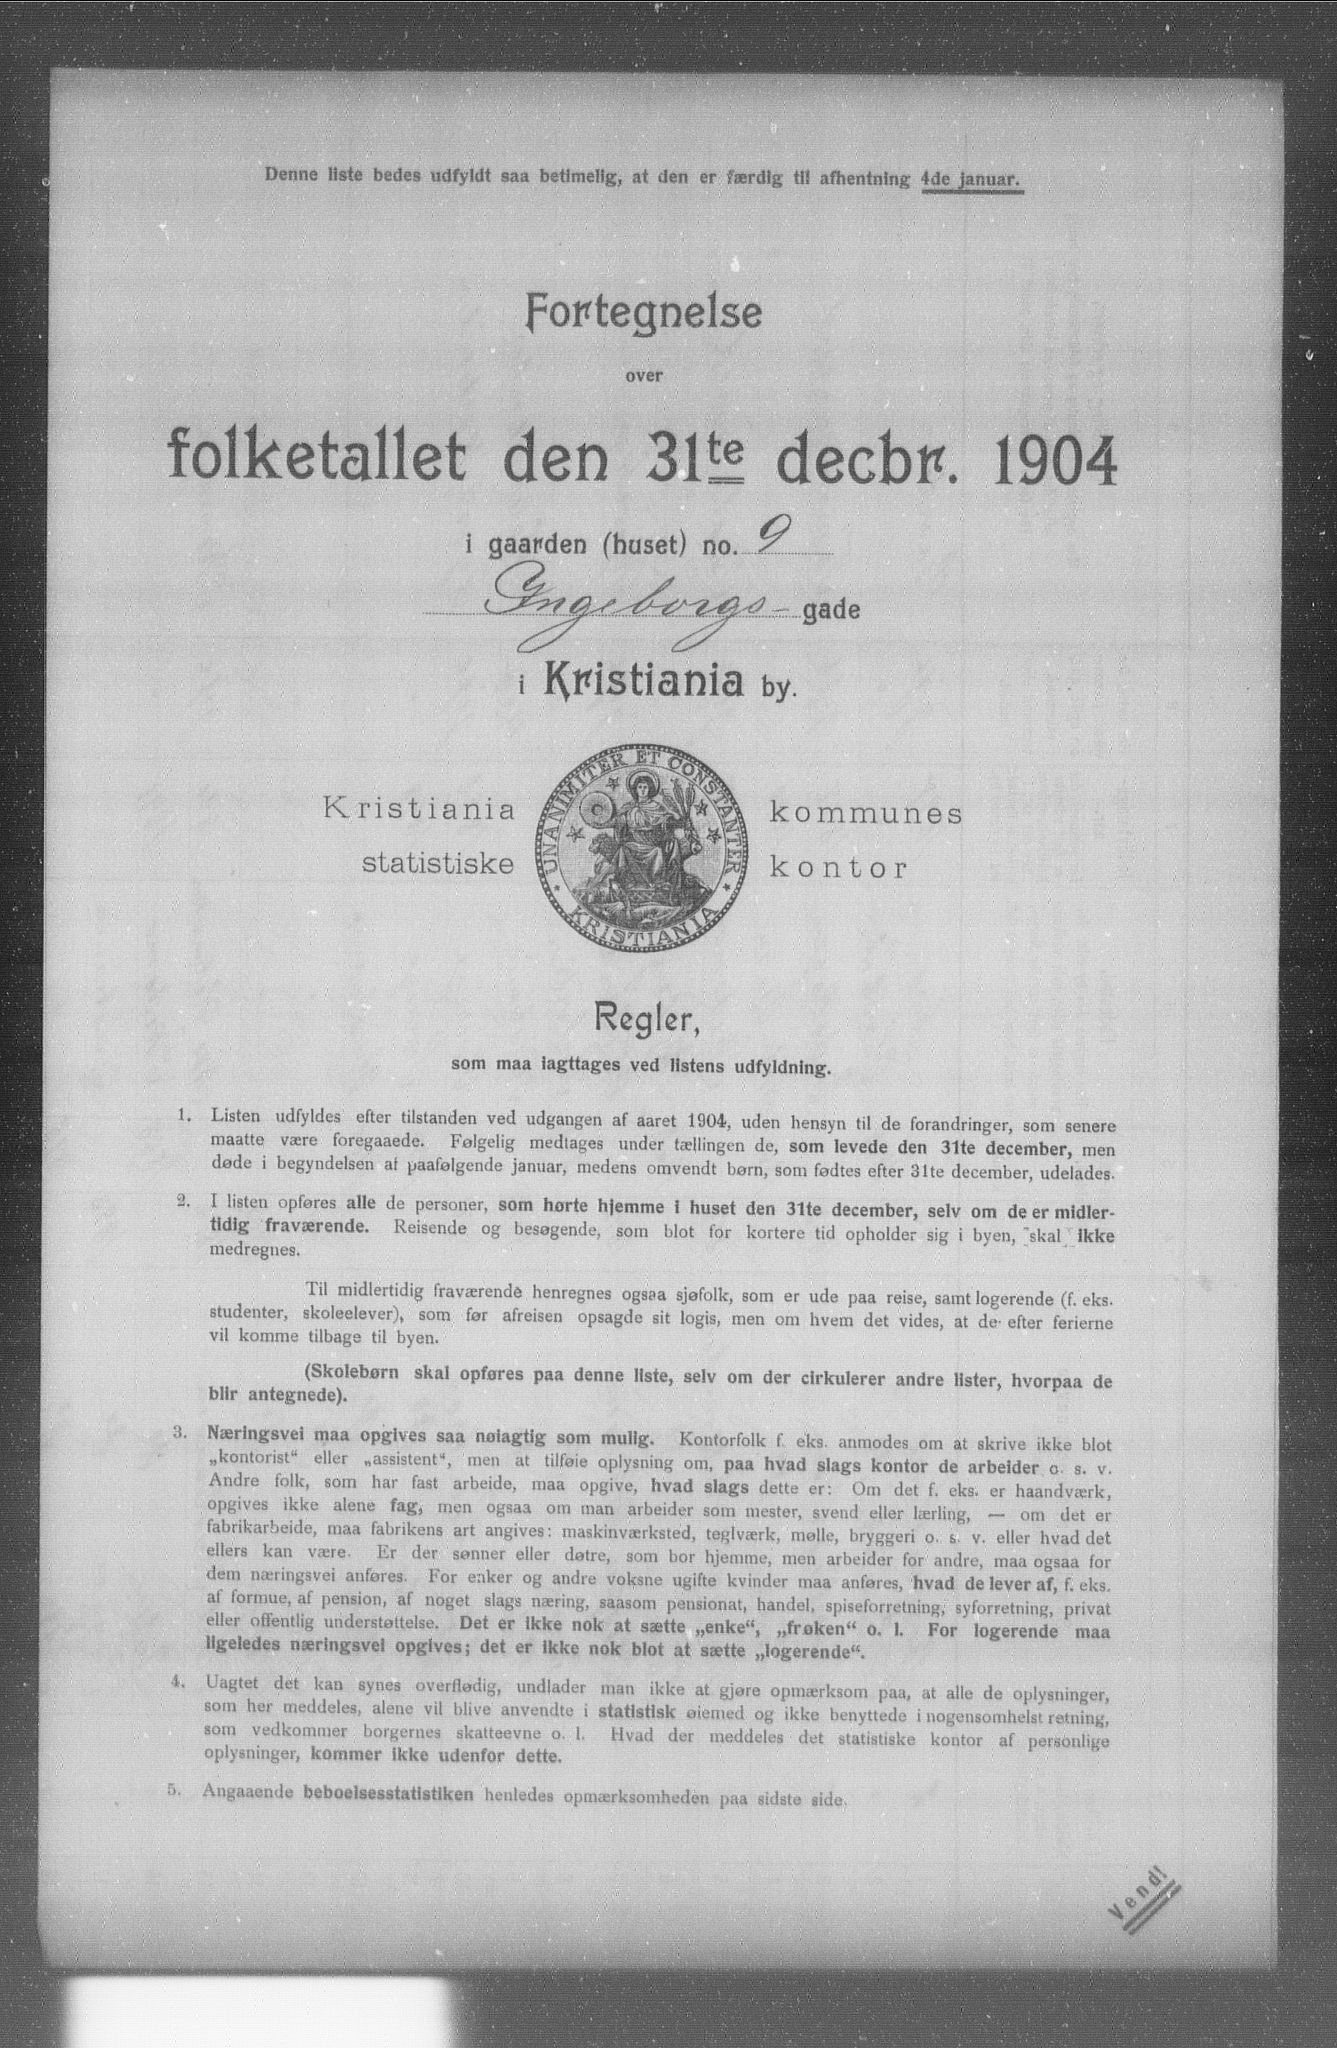 Denne liste bedes udfyldt saa betimelig, at den er færdig til afhentning 4de januar.
Fortegnelse
over
folketallet den 31te decbr. 1904
i gaarden (huset) no. 9
Ingeborgs-gade
i Kristiania by.
Kristiania kommunes
statistiske kontor
UNANIMITER ET CONSTANTER
KRISTIANIA
Regler,
som maa iagttages ved listens udfyldning.
1. Listen udfyldes efter tilstanden ved udgangen af aaret 1904, uden hensyn til de forandringer, som senere
maatte være foregaaede. Følgelig medtages under tællingen de, som levede den 31te december, men
døde i begyndelsen af paafølgende januar, medens omvendt børn, som fødtes efter 31te december, udelades.
2. I listen opføres alle de personer, som hørte hjemme i huset den 31te december, selv om de er midler-
tidig fraværende. Reisende og besøgende, som blot for kortere tid opholder sig i byen, skal ikke
medregnes.
Til midlertidig fraværende henregnes ogsaa sjøfolk, som er ude paa reise, samt logerende (f. eks.
studenter, skoleelever), som før afreisen opsagde sit logis, men om hvem det vides, at de efter ferierne
vil komme tilbage til byen.
(Skolebørn skal opføres paa denne liste, selv om der cirkulerer andre lister, hvorpaa de
blir antegnede).
3. Næringsvei maa opgives saa nøiagtig som mulig. Kontorfolk f. eks. anmodes om at skrive ikke blot
„kontorist“ eller „assistent“, men at tilføie oplysning om, paa hvad slags kontor de arbeider o. s. v.
Andre folk, som har fast arbeide, maa opgive, hvad slags dette er: Om det f. eks. er haandværk,
opgives ikke alene fag, men ogsaa om man arbeider som mester, svend eller lærling, — om det er
fabrikarbeide, maa fabrikens art angives: maskinværksted, teglværk, mølle, bryggeri o. s. v. eller hvad det
ellers kan være. Er der sønner eller døtre, som bor hjemme, men arbeider for andre, maa ogsaa for
dem næringsvei anføres. For enker og andre voksne ugifte kvinder maa anføres, hvad de lever af, f. eks.
af formue, af pension, af noget slags næring, saasom pensionat, handel, spiseforretning, syforretning, privat
eller offentlig understøttelse. Det er ikke nok at sætte „enke“, „frøken“ o. l. For logerende maa
ligeledes næringsvei opgives; det er ikke nok blot at sætte „logerende“.
4. Uagtet det kan synes overflødig, undlader man ikke at gjøre opmærksom paa, at alle de oplysninger,
som her meddeles, alene vil blive anvendte i statistisk øiemed og ikke benyttede i nogensomhelst retning,
som vedkommer borgernes skatteevne o. l. Hvad der meddeles det statistiske kontor af personlige
oplysninger, kommer ikke udenfor dette.
5. Angaaende beboelsesstatistiken henledes opmærksomheden paa sidste side.
Vend!